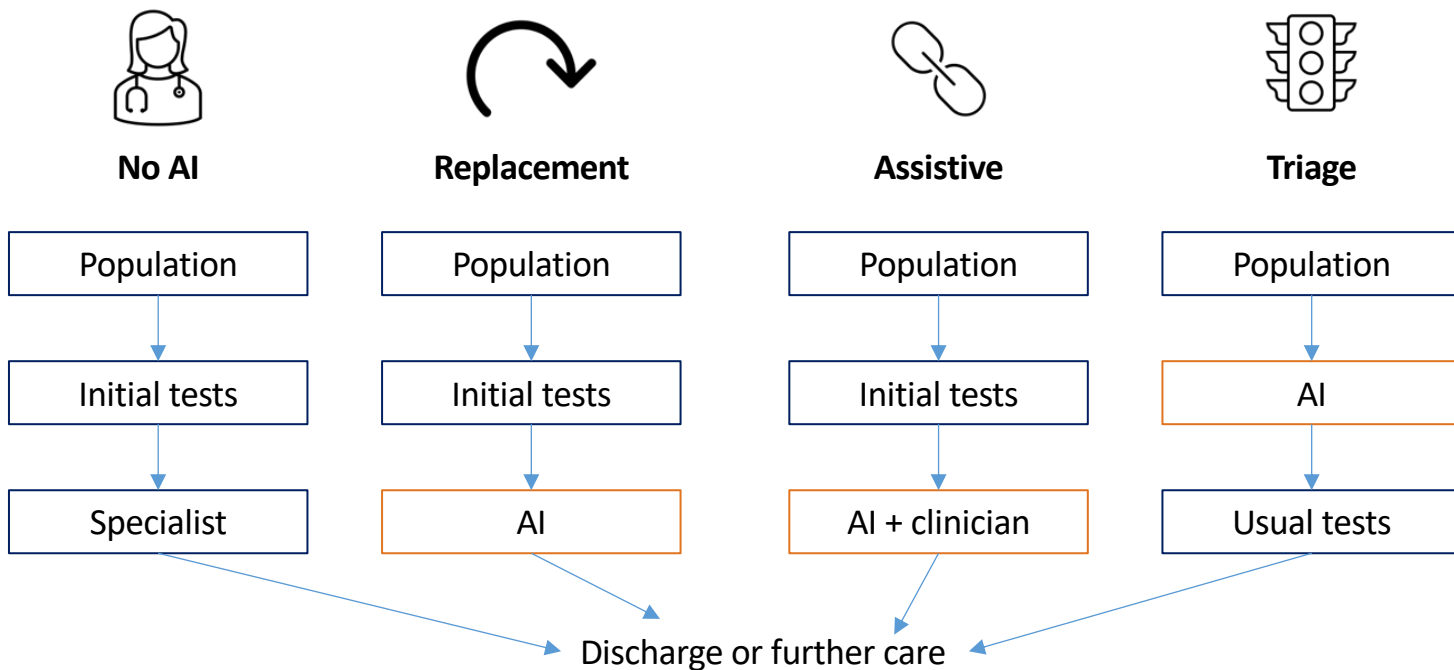 No AI
Replacement
Assistive
Triage
Population
Population
Population
Population
Initial tests
Initial tests
Initial tests
AI
Specialist
AI
AI + clinician
Usual tests
Discharge or further care